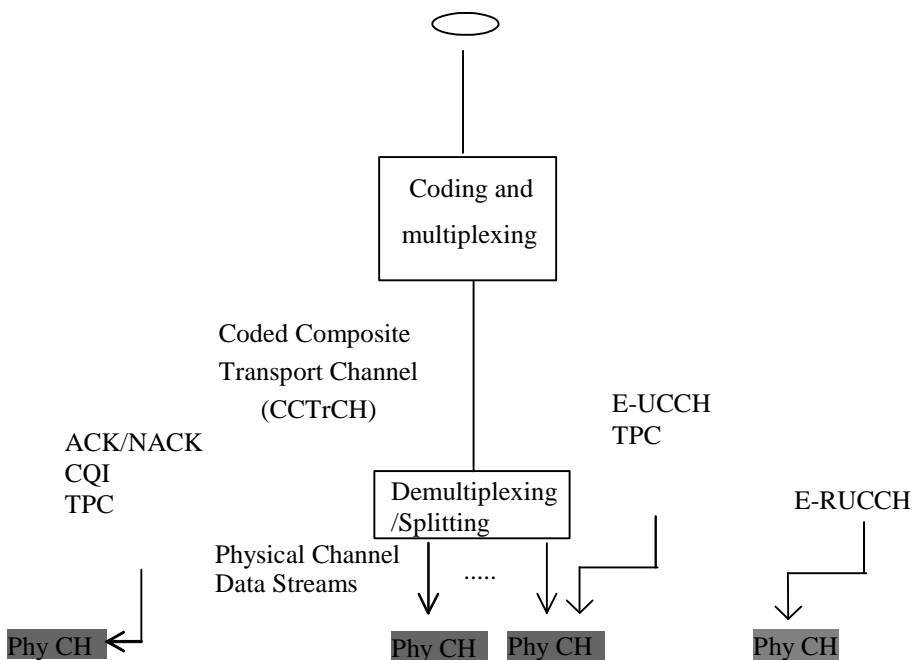 Coding and
multiplexing
Coded Composite
Transport Channel
(CCTrCH)
E-UCCH
TPC
ACK/NACK
CQI
TPC
Demultiplexing
/Splitting
E-RUCCH
Physical Channel
Data Streams
.....
Phy CH
Phy CH
Phy CH
Phy CH